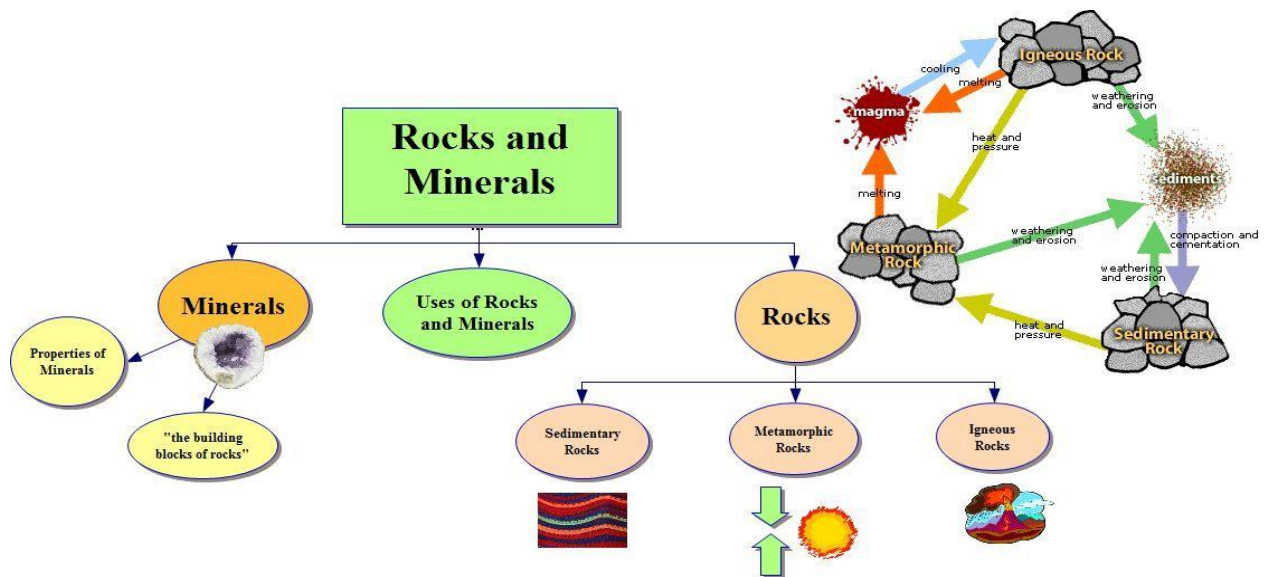 Rocks and
Minerals
Minerals
Uses of Rocks
and Minerals
Rocks
Properties of
Minerals
"the building
blocks of rocks"
Sedimentary
Rocks
Metamorphic
Rocks
Igneous
Rocks
Igneous Rock
cooling
melting
magma
weathering
and erosion
heat and
pressure
sediments
melting
Metamorphic
Rock
weathering
and erosion
compaction and
cementation
weathering
and erosion
heat and
pressure
Sedimentary
Rock